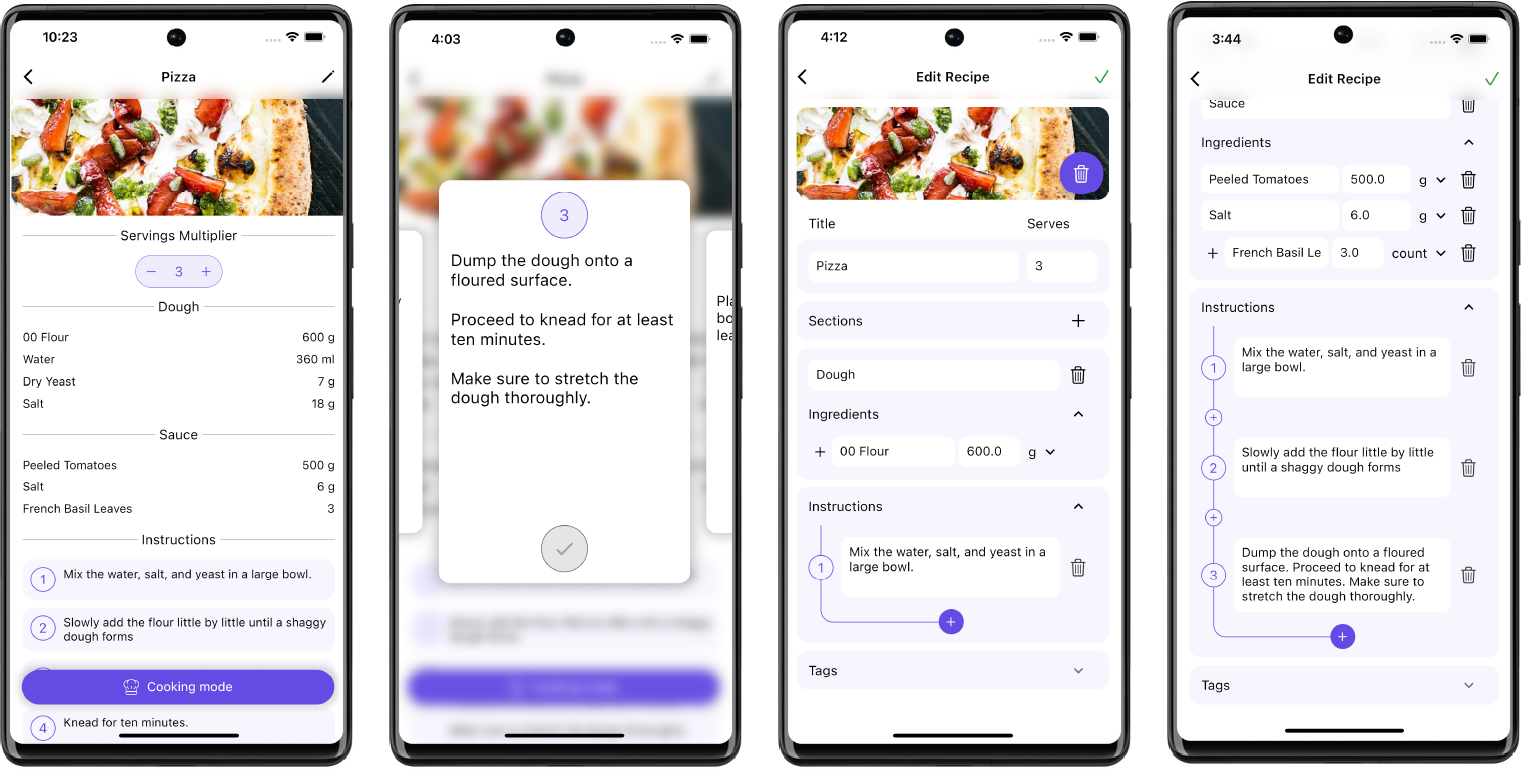 10:23
Pizza
Servings Multiplier
− 3 +
Dough
00 Flour 600 g
Water 360 ml
Dry Yeast 7 g
Salt 18 g
Sauce
Peeled Tomatoes 500 g
Salt 6 g
French Basil Leaves 3
Instructions
1 Mix the water, salt, and yeast in a large bowl.
2 Slowly add the flour little by little until a shaggy
dough forms
Cooking mode
4 Knead for ten minutes.
4:03
3
Dump the dough onto a
floured surface.
Proceed to knead for at least
ten minutes.
Make sure to stretch the
dough thoroughly.
4:12
Edit Recipe
Title Serves
Pizza 3
Sections +
Dough
Ingredients
+ 00 Flour 600.0 g
Instructions
1 Mix the water, salt, and yeast in a
large bowl.
+
Tags
3:44
Edit Recipe
Sauce
Ingredients
Peeled Tomatoes 500.0 g
Salt 6.0 g
+ French Basil Le 3.0 count
Instructions
1 Mix the water, salt, and yeast in a
large bowl.
+
2 Slowly add the flour little by little
until a shaggy dough forms
+
3 Dump the dough onto a floured
surface. Proceed to knead for at
least ten minutes. Make sure to
stretch the dough thoroughly.
+
Tags